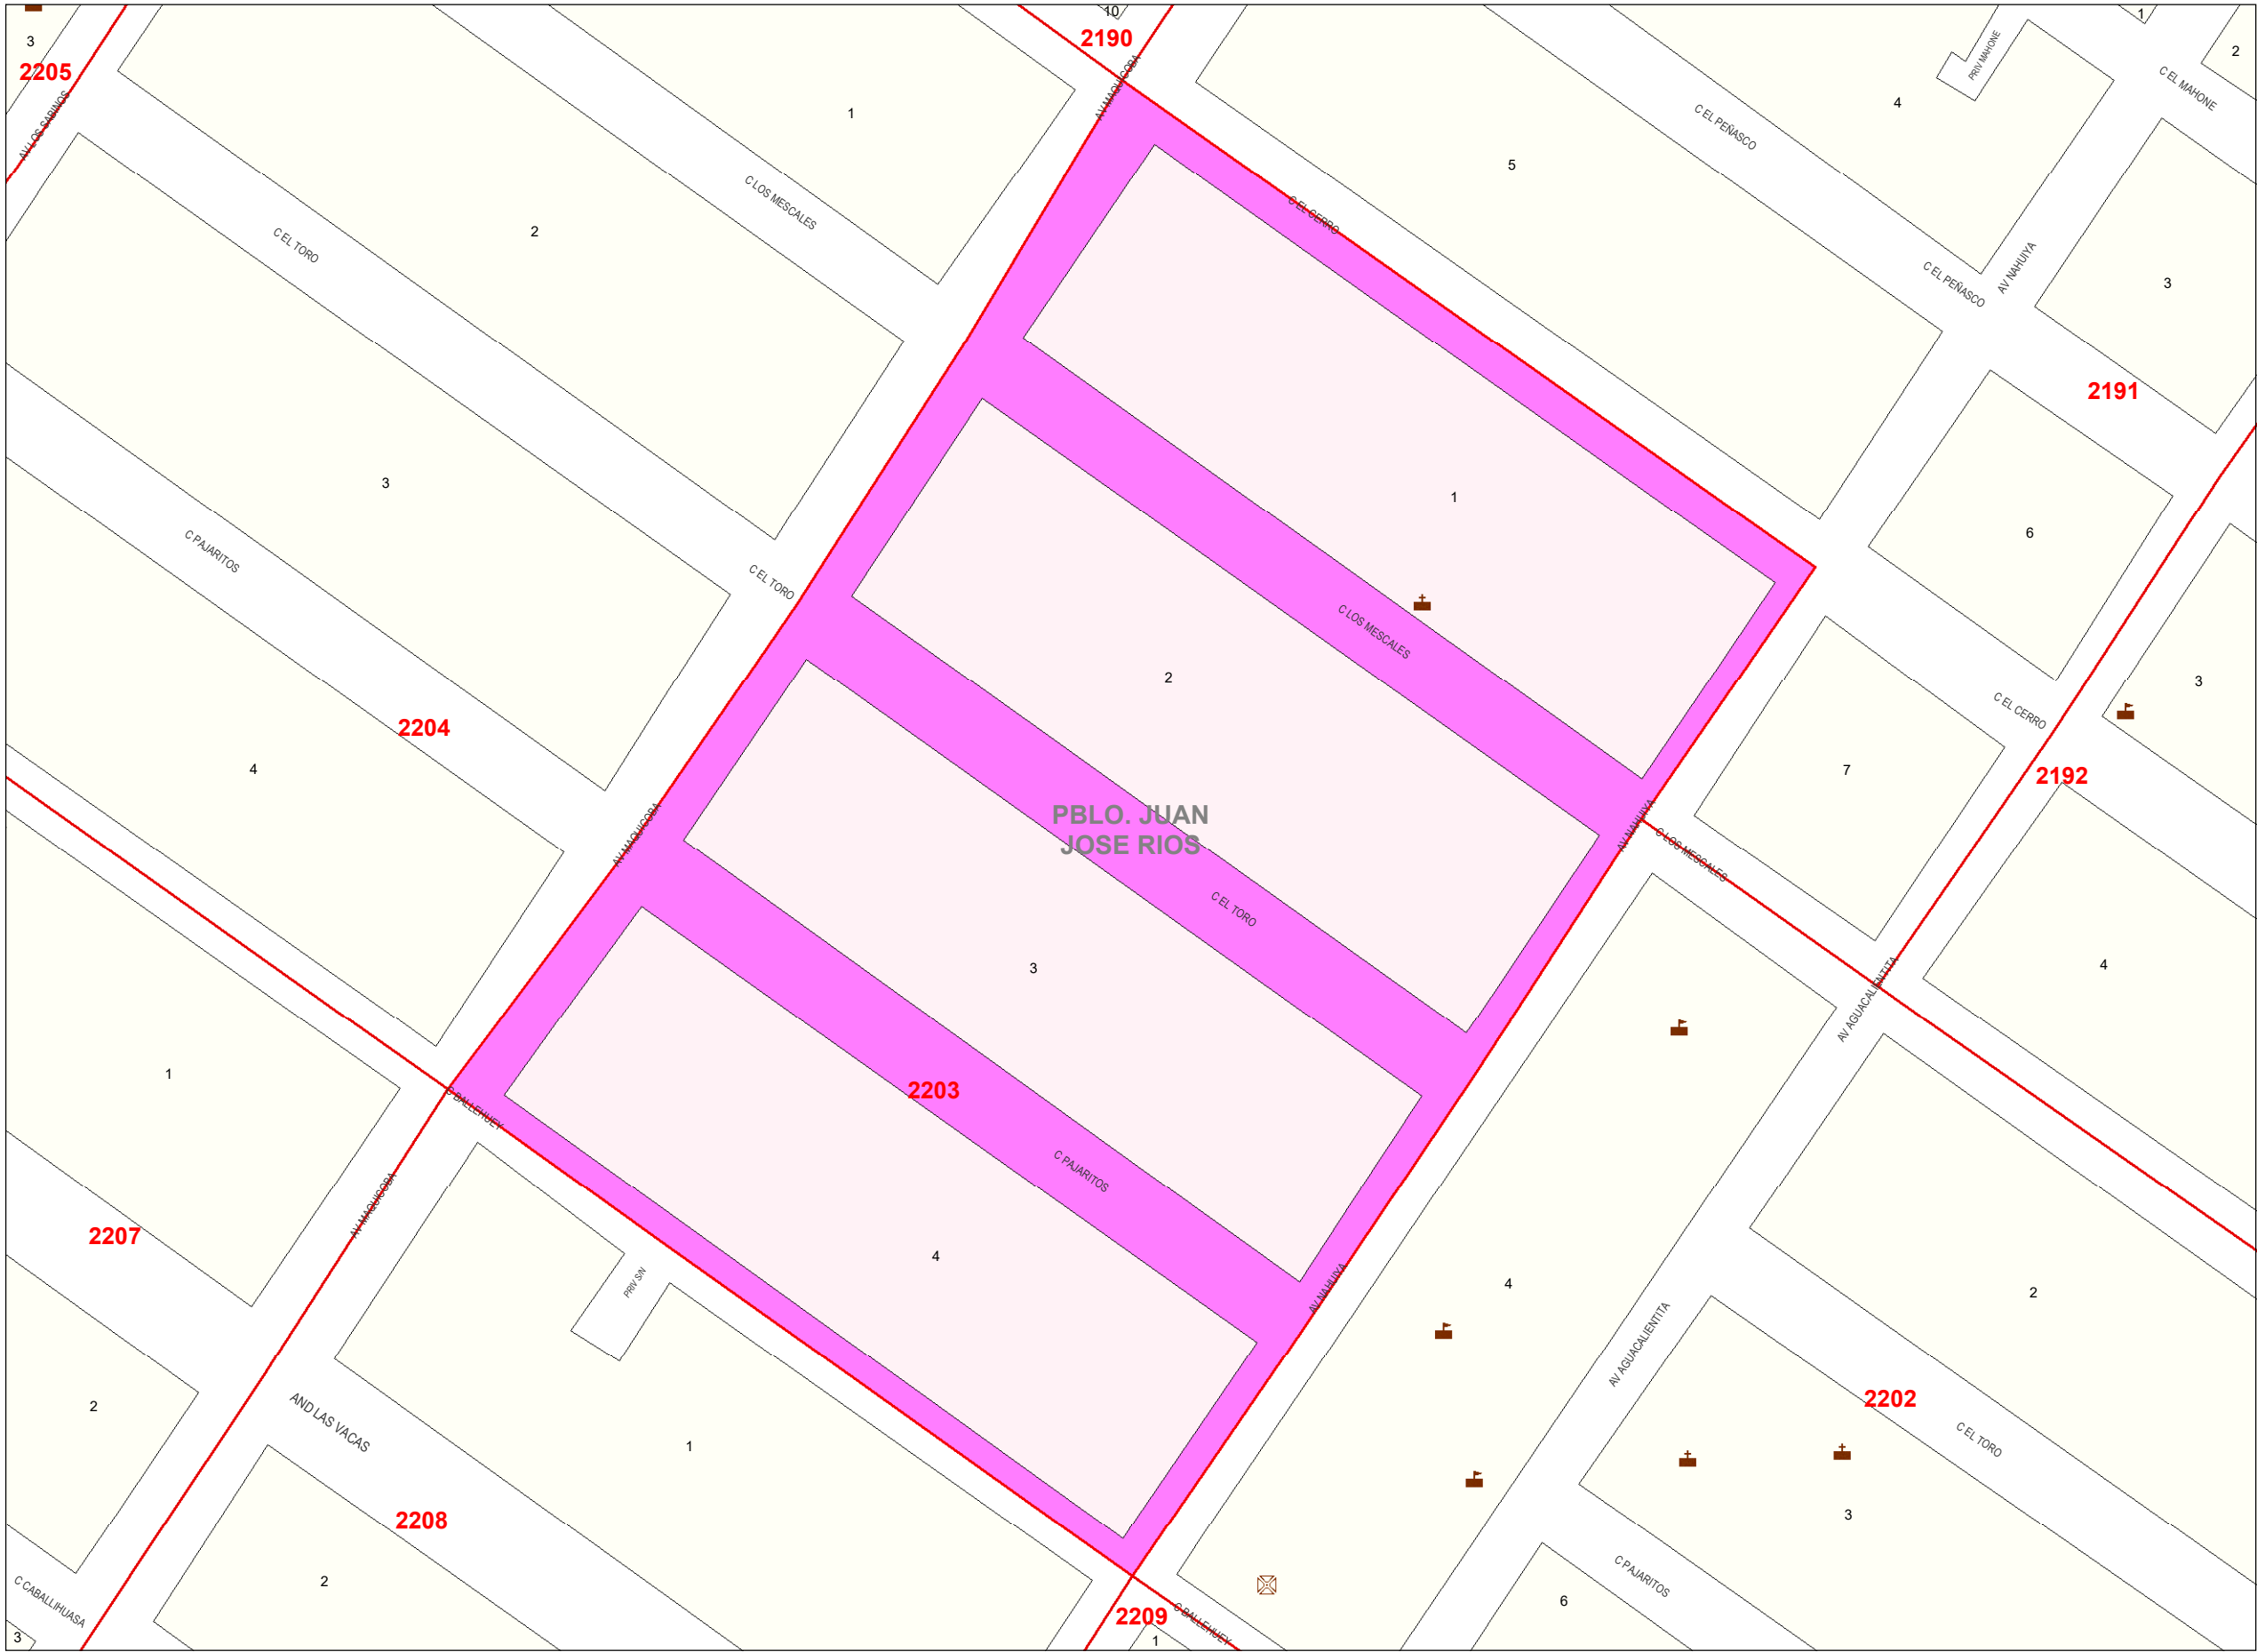 10
1
3
2190
2
2205
PRIV MAHONE
C EL MAHONE
AV MAQUICOBA
4
1
C EL PEÑASCO
AV LOS SABINOS
5
C LOS MESCALES
C EL CERRO
2
C EL TORO
AV NAHUIYA
3
C EL PEÑASCO
2191
3
1
C PAJARITOS
6
C EL TORO
C LOS MESCALES
2
3
C EL CERRO
2204
4
7
2192
PBLO. JUAN
JOSE RIOS
AV MAQUICOBA
AV NAHUIYA
C LOS MESCALES
C EL TORO
3
4
AV AGUACALIENTITA
1
2203
C BALLEHUEY
C PAJARITOS
AV MAQUICOBA
2207
4
PRIV S/N
AV NAHUIYA
4
2
AV AGUACALIENTITA
2
AND LAS VACAS
2202
1
C EL TORO
2208
3
2
C PAJARITOS
C CABALLIHUASA
6
2209
C BALLEHUEY
3
1